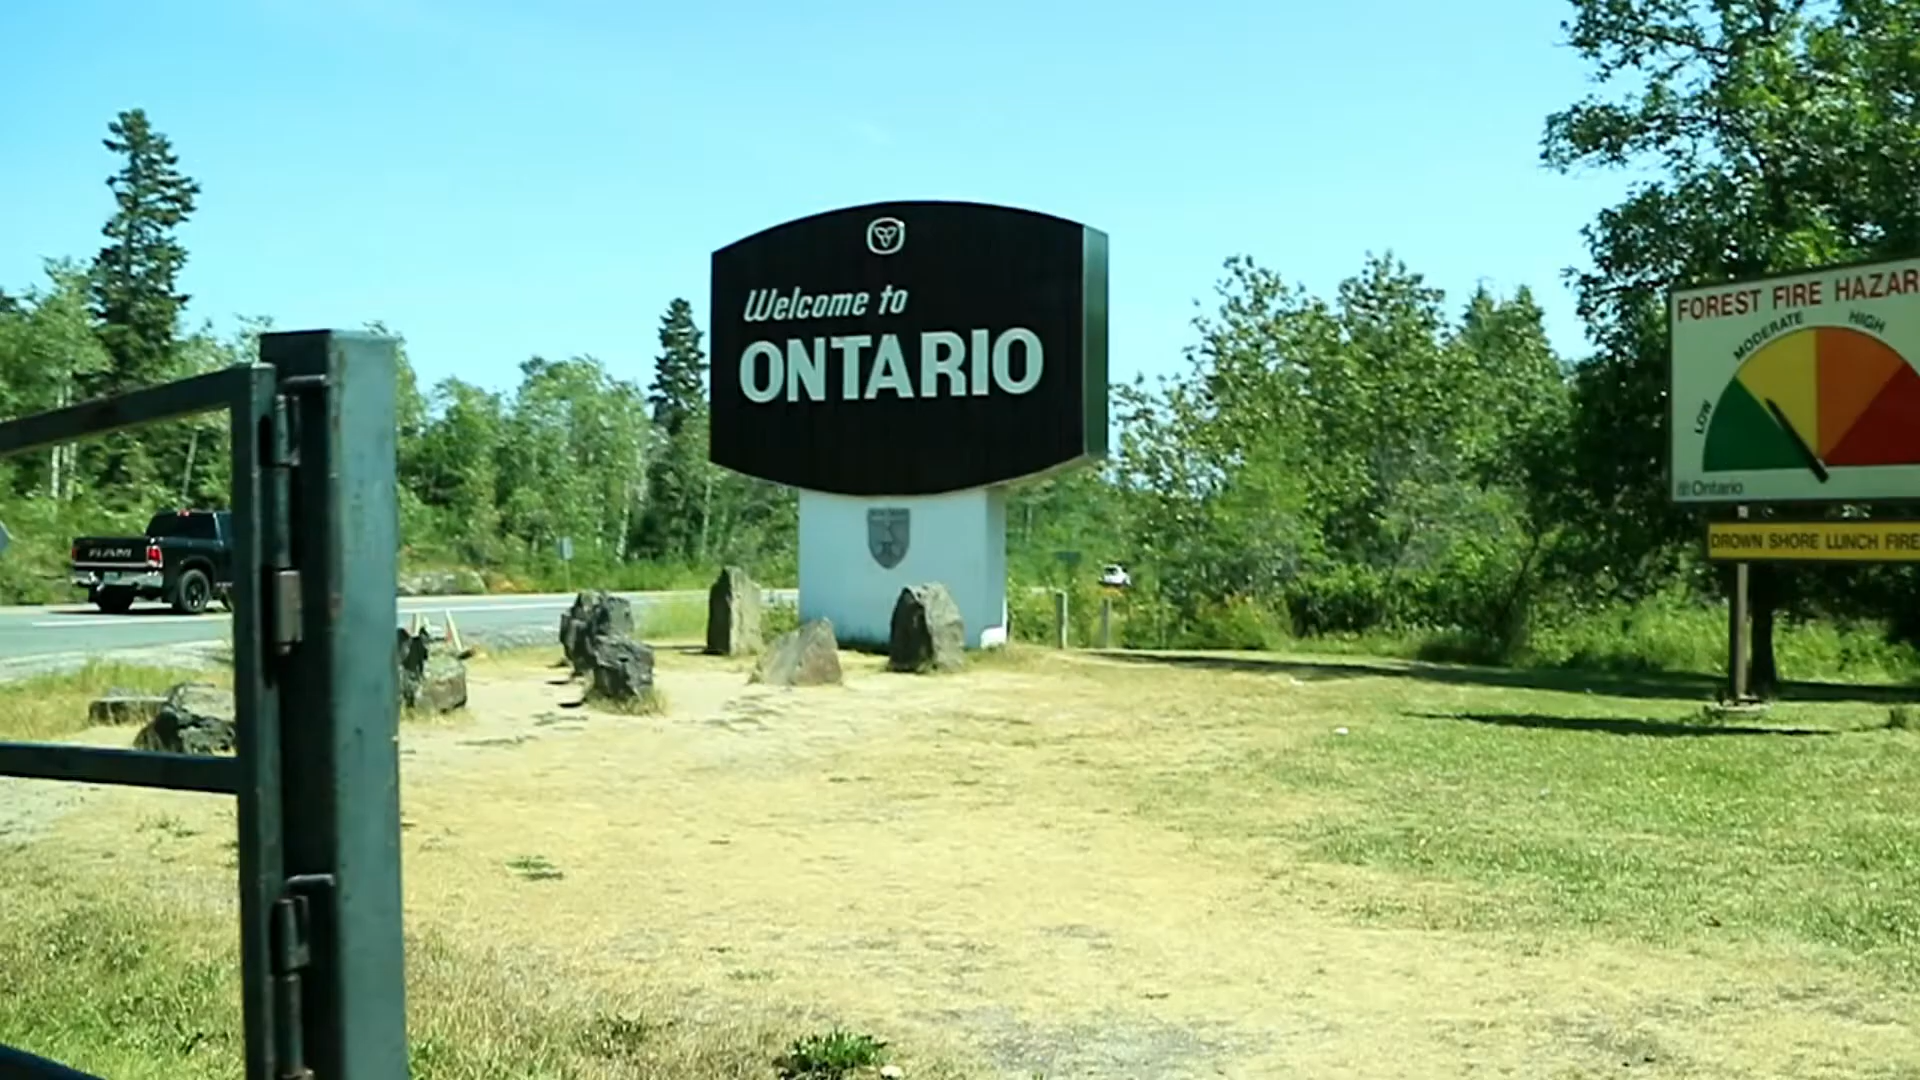 Welcome to
ONTARIO
FOREST FIRE HAZAR
LOW
MODERATE
HIGH
Ontario
DROWN SHORE LUNCH FIRE
RAM